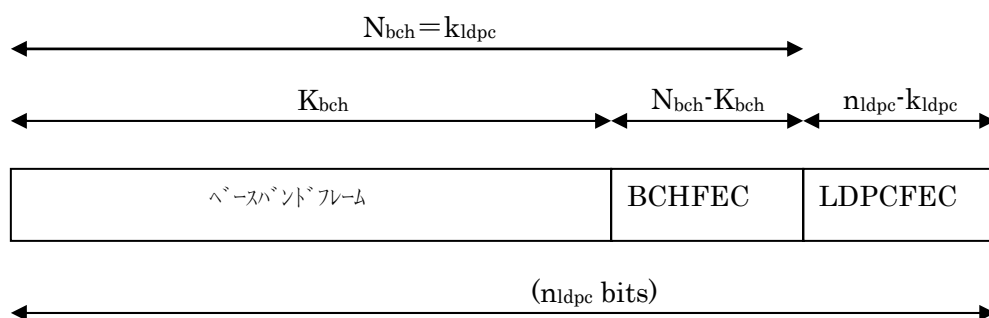 Nbch＝kldpc
Kbch Nbch-Kbch nldpc-kldpc
ﾍﾞｰｽﾊﾞﾝﾄﾞﾌﾚｰﾑ BCHFEC LDPCFEC
(nldpc bits)